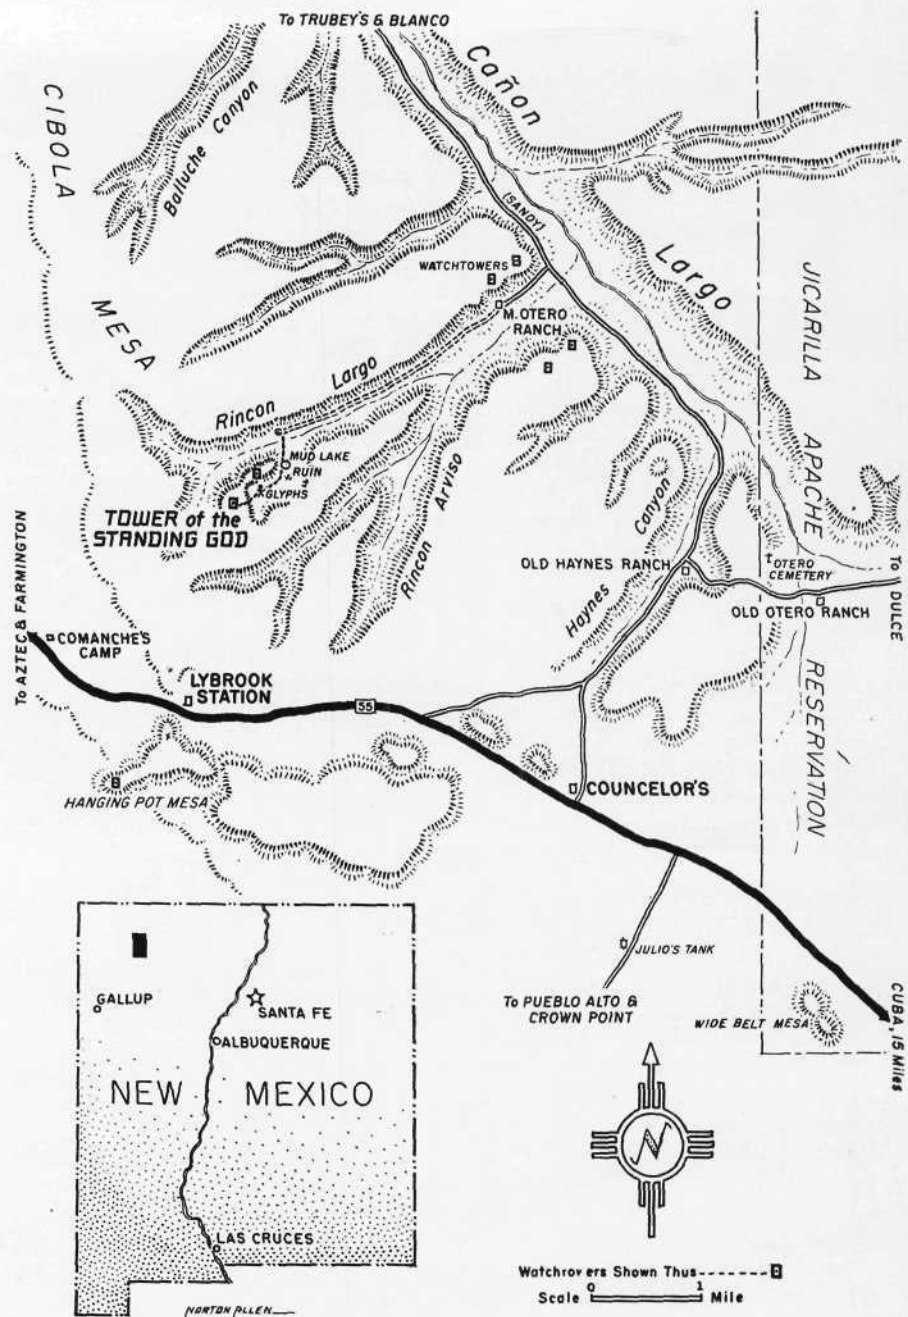 To TRUBEY'S & BLANCO
Cañon
Largo
CIBOLA
MESA
Balluche Canyon
(SANDY)
WATCHTOWERS
M. OTERO
RANCH
JICARILLA
APACHE
RESERVATION
Rincon
Largo
MUD LAKE
RUIN
GLYPHS
TOWER of the
STANDING GOD
Rincon
Arviso
Haynes
Canyon
OLD HAYNES RANCH
OTERO
CEMETERY
OLD OTERO RANCH
To DULCE
To AZTEC & FARMINGTON
COMANCHE'S
CAMP
LYBROOK
STATION
55
HANGING POT MESA
COUNCELOR'S
JULIO'S TANK
To PUEBLO ALTO &
CROWN POINT
WIDE BELT MESA
CUBA, 15 Miles
GALLUP
SANTA FE
ALBUQUERQUE
NEW MEXICO
LAS CRUCES
N
Watchrovers Shown Thus
0 1
Scale Mile
NORTON ALLEN